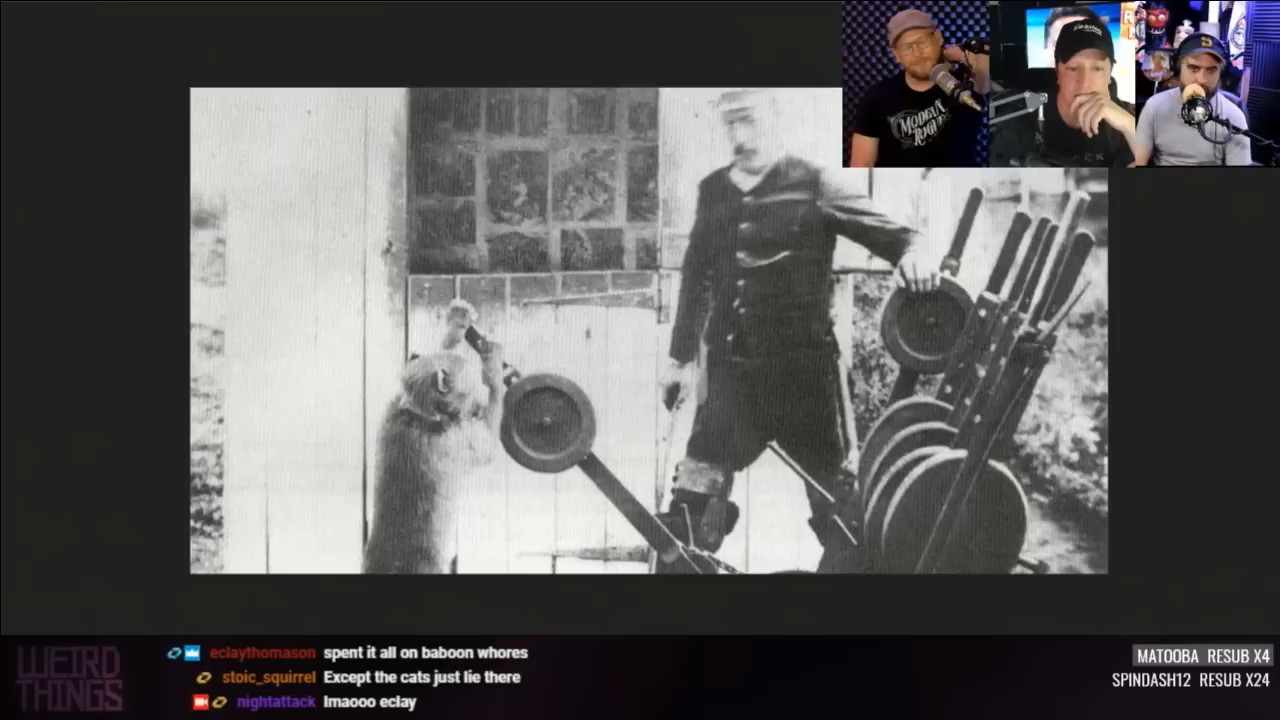 MODERN
ROGUE
WEIRD
THINGS
eclaythomason spent it all on baboon whores
stoic_squirrel Except the cats just lie there
nightattack lmaooo eclay
MATOOBA RESUB X4
SPINDASH12 RESUB X24